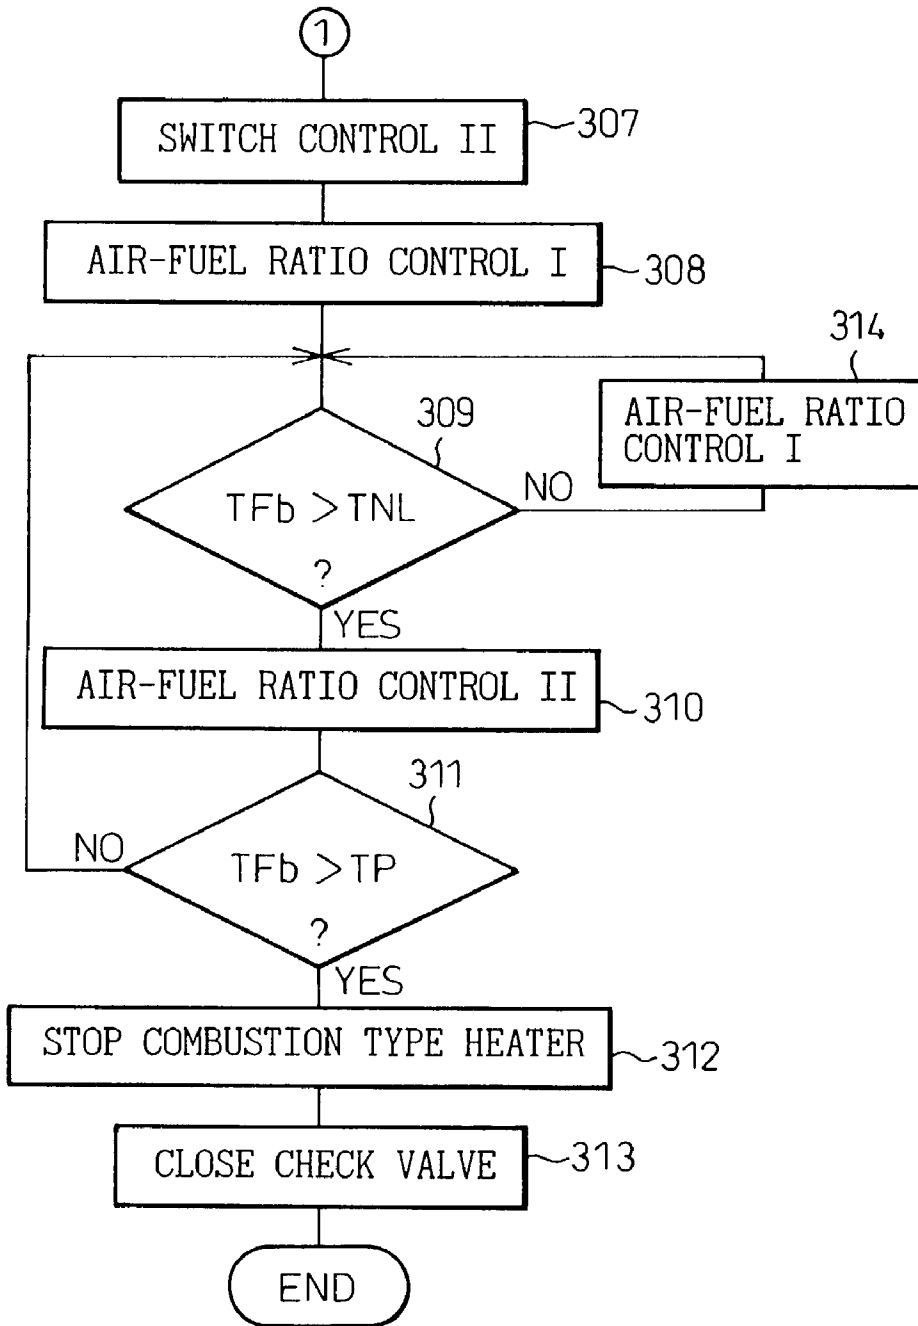 1
SWITCH CONTROL II
307
AIR-FUEL RATIO CONTROL I
308
314
AIR-FUEL RATIO
CONTROL I
309
TFb > TNL
?
NO
YES
AIR-FUEL RATIO CONTROL II
310
311
NO
TFb > TP
?
YES
STOP COMBUSTION TYPE HEATER
312
CLOSE CHECK VALVE
313
END